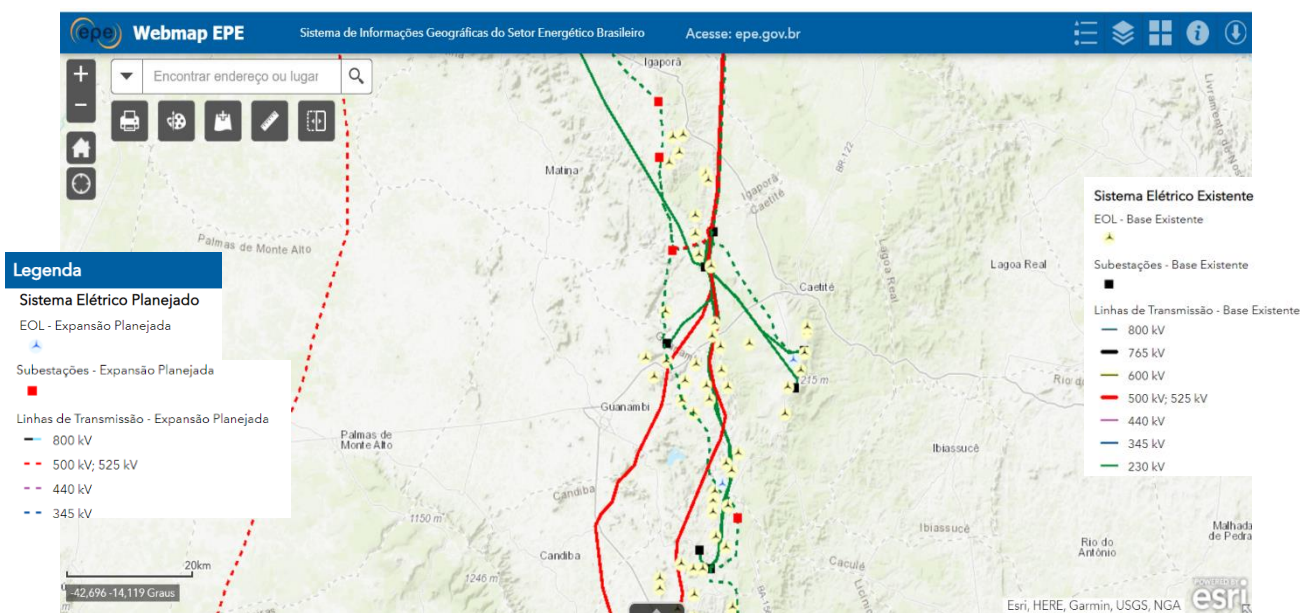 epe Webmap EPE
Sistema de Informações Geográficas do Setor Energético Brasileiro
Acesse: epe.gov.br
Encontrar endereço ou lugar
Igaporã
Matina
BR-122
Igaporã
Caetité
Palmas de Monte Alto
Lagoa Real
Lagoa Real
Caetité
215 m
Guanambi
Palmas de
Monte Alto
Ibiassucê
Candiba
1150 m
Ibiassucê
Malhada
de Pedra
Rio do
Antônio
Candiba
Caculé
1246 m
20km
-42,696 -14,119 Graus
Esri, HERE, Garmin, USGS, NGA
POWERED BY
esri
Legenda
Sistema Elétrico Planejado
EOL - Expansão Planejada
Subestações - Expansão Planejada
Linhas de Transmissão - Expansão Planejada
800 kV
500 kV; 525 kV
440 kV
345 kV
Sistema Elétrico Existente
EOL - Base Existente
Subestações - Base Existente
Linhas de Transmissão - Base Existente
800 kV
765 kV
600 kV
500 kV; 525 kV
440 kV
345 kV
230 kV